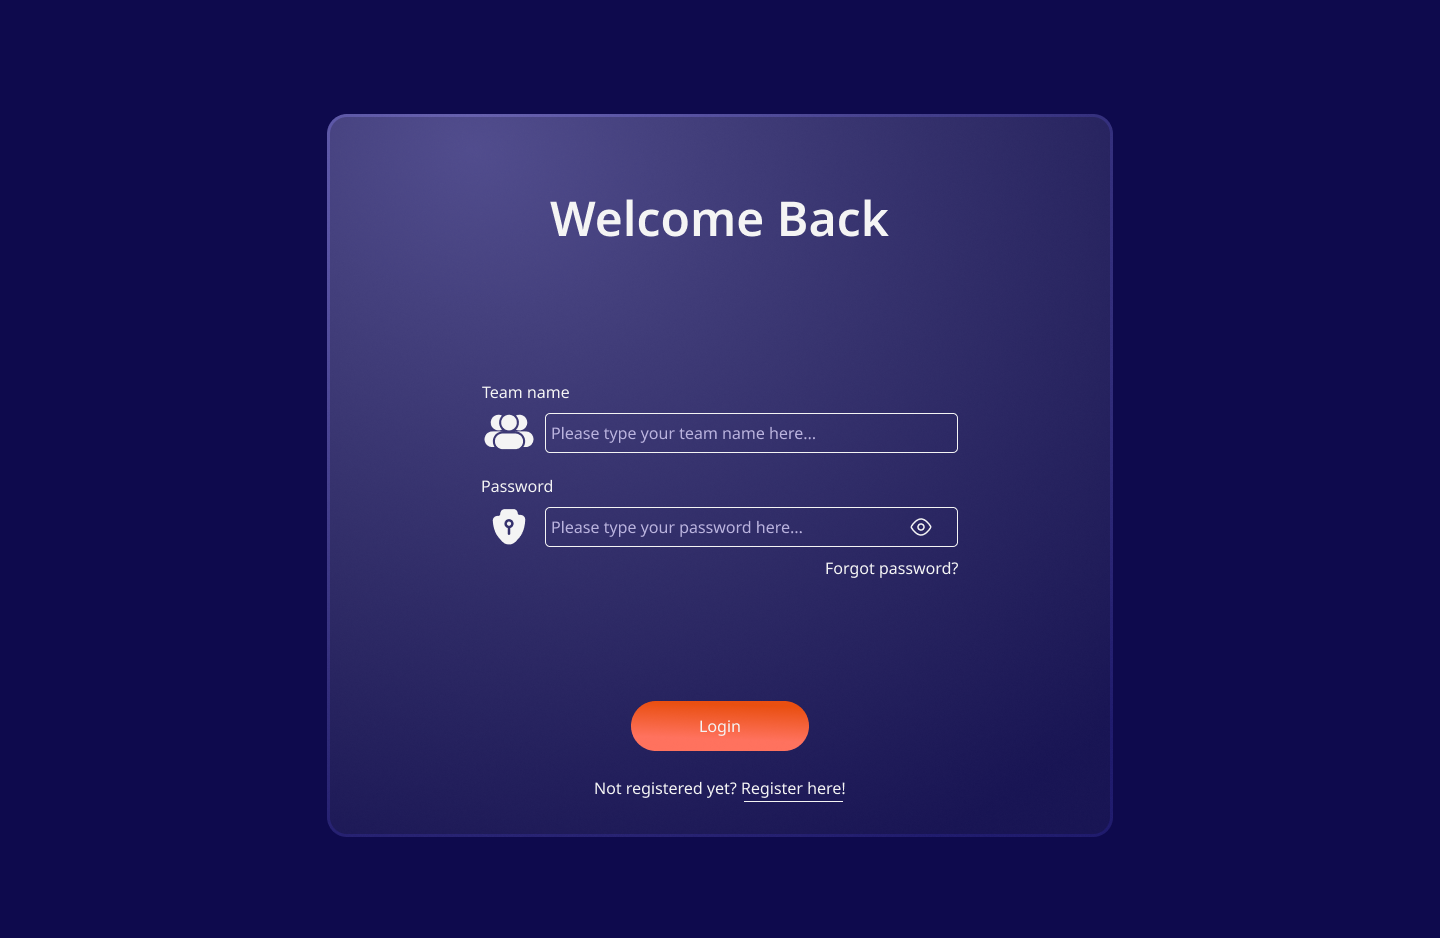 Welcome Back
Team name
Please type your team name here...
Password
Please type your password here...
Forgot password?
Login
Not registered yet? Register here!